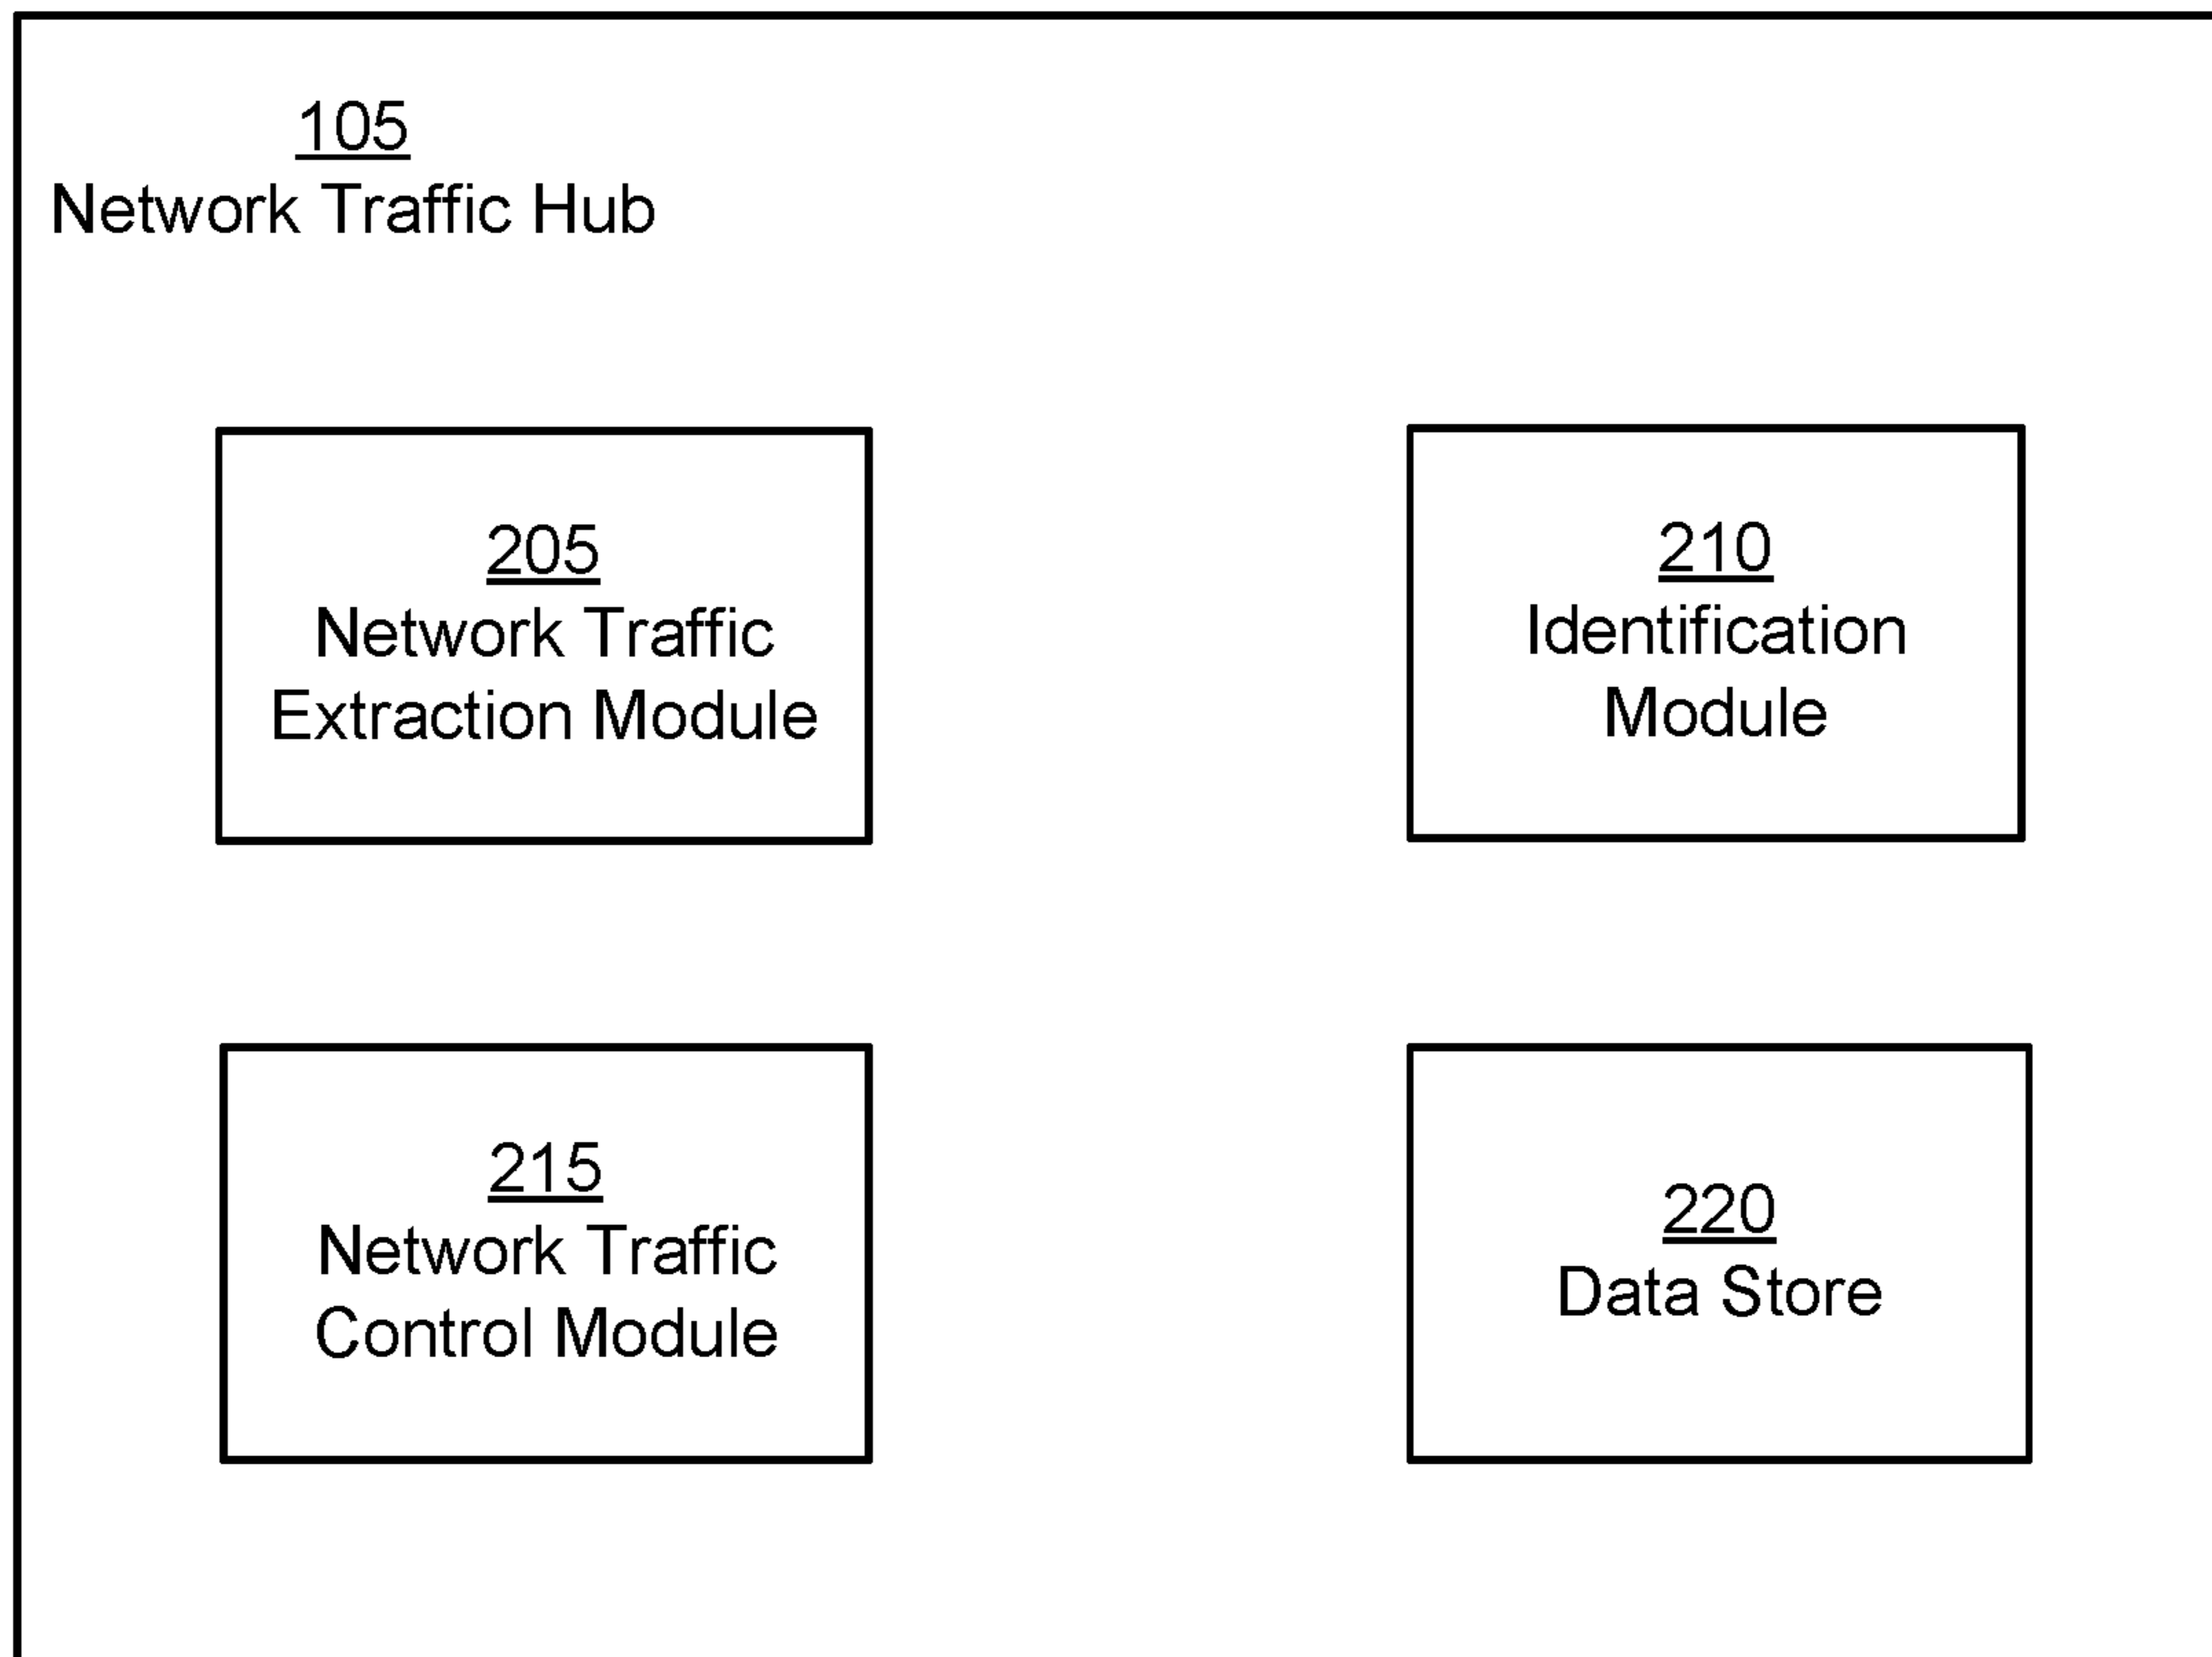 105
Network Traffic Hub
205
Network Traffic
Extraction Module
210
Identification
Module
215
Network Traffic
Control Module
220
Data Store